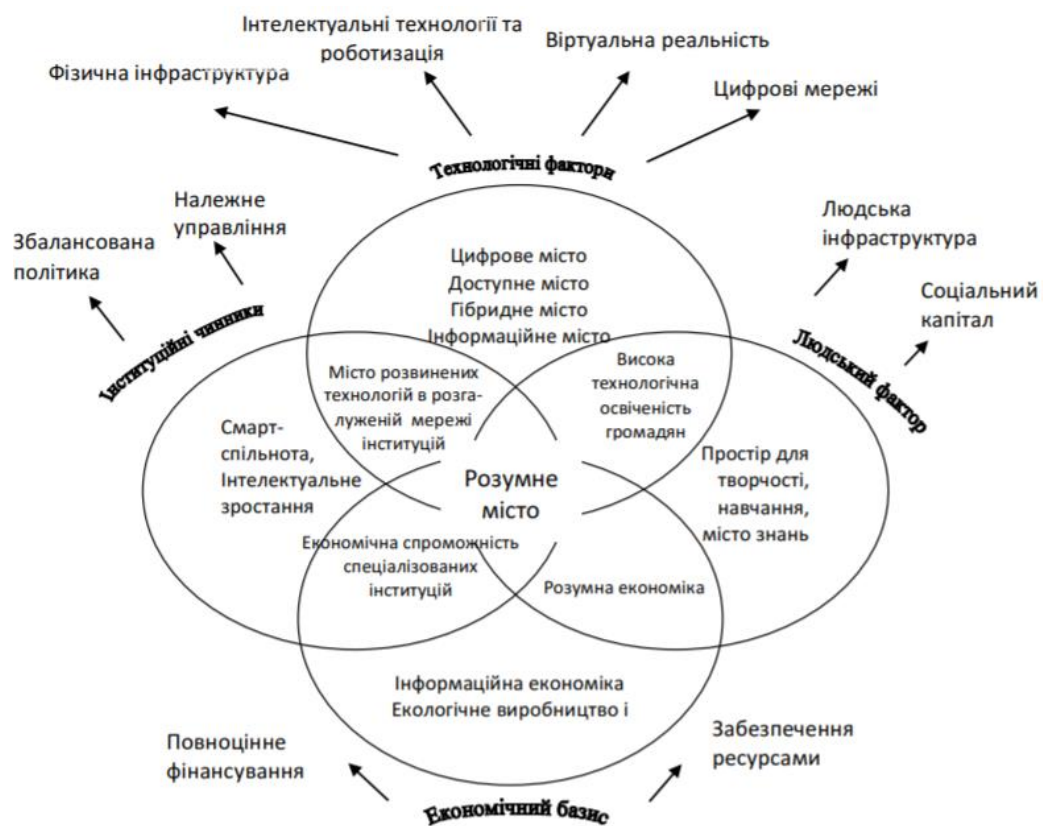 Інтелектуальні технології та
роботизація
Віртуальна реальність
Фізична інфраструктура
Цифрові мережі
Технологічні фактори
Належне
управління
Збалансована
політика
Людська
інфраструктура
Соціальний
капітал
Інституційні чинники
Людський фактор
Цифрове місто
Доступне місто
Гібридне місто
Інформаційне місто
Місто розвинених
технологій в розга-
луженій мережі
інституцій
Висока
технологічна
освіченість
громадян
Смарт-
спільнота,
Інтелектуальне
зростання
Розумне
місто
Простір для
творчості,
навчання,
місто знань
Економічна спроможність
спеціалізованих
інституцій
Розумна економіка
Інформаційна економіка
Екологічне виробництво і
Повноцінне
фінансування
Забезпечення
ресурсами
Економічний базис